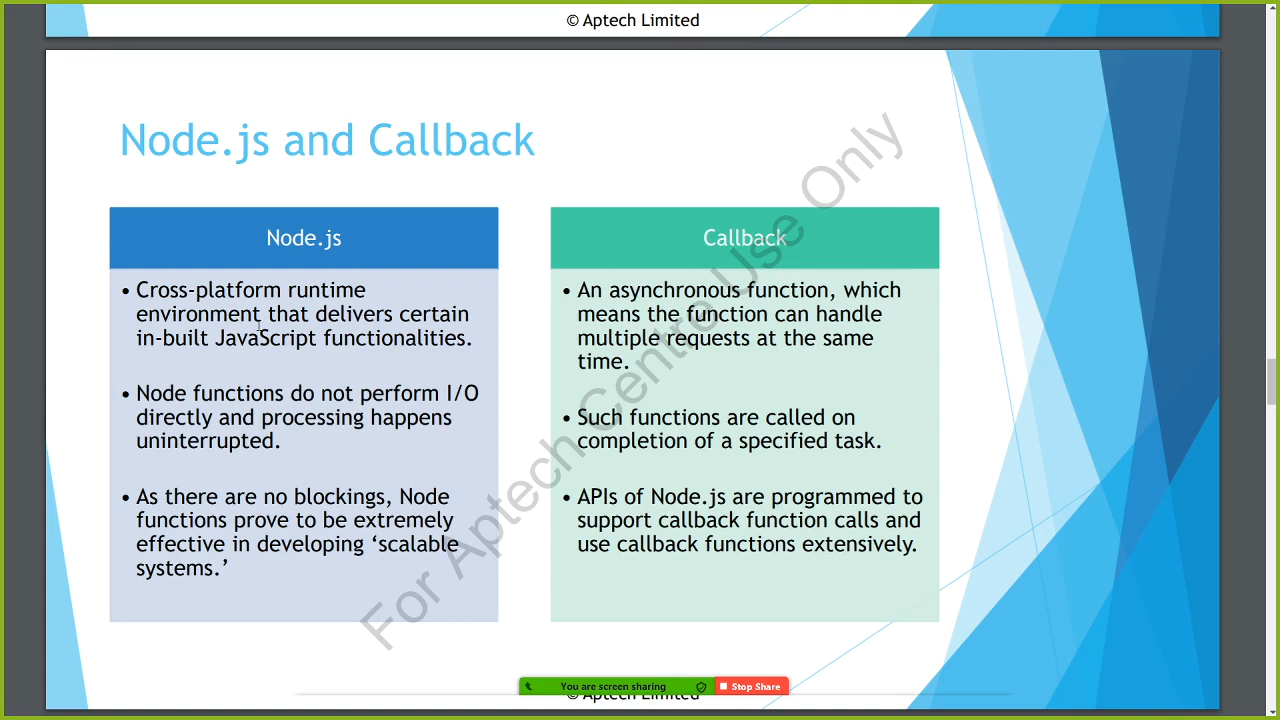 © Aptech Limited
Node.js and Callback
Node.js
• Cross-platform runtime
environment that delivers certain
in-built JavaScript functionalities.
• Node functions do not perform I/O
directly and processing happens
uninterrupted.
• As there are no blockings, Node
functions prove to be extremely
effective in developing ‘scalable
systems.’
Callback
• An asynchronous function, which
means the function can handle
multiple requests at the same
time.
• Such functions are called on
completion of a specified task.
• APIs of Node.js are programmed to
support callback function calls and
use callback functions extensively.
For Aptech Centre Use Only
You are screen sharing
Stop Share
© Aptech Limited